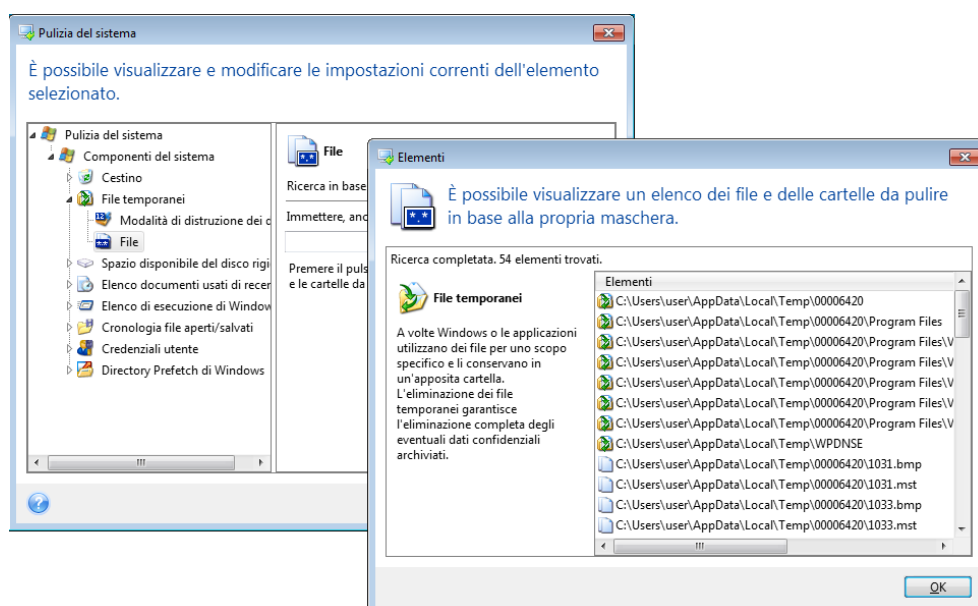 Pulizia del sistema
È possibile visualizzare e modificare le impostazioni correnti dell'elemento
selezionato.
Pulizia del sistema
Componenti del sistema
Cestino
File temporanei
Modalità di distruzione dei
File
Spazio disponibile del disco
Elenco documenti usati di
Elenco di esecuzione di
Cronologia file aperti/salvati
Credenziali utente
Directory Prefetch di Windows
File
Ricerca in base
Immettere,
Premere il
e le cartelle da
Elementi
È possibile visualizzare un elenco dei file e delle cartelle da pulire
in base alla propria maschera.
Ricerca completata. 54 elementi trovati.
File temporanei
A volte Windows o le applicazioni
utilizzano dei file per uno scopo
specifico e li conservano in
un'apposita cartella.
L'eliminazione dei file
temporanei garantisce
l'eliminazione completa degli
eventuali dati confidenziali
archiviati.
Elementi
C:\Users\user\AppData\Local\Temp\00006420
C:\Users\user\AppData\Local\Temp\00006420\Program Files
C:\Users\user\AppData\Local\Temp\00006420\Program Files\V
C:\Users\user\AppData\Local\Temp\00006420\Program Files\V
C:\Users\user\AppData\Local\Temp\00006420\Program Files\V
C:\Users\user\AppData\Local\Temp\00006420\Program Files\V
C:\Users\user\AppData\Local\Temp\00006420\Program Files\V
C:\Users\user\AppData\Local\Temp\WPDNSE
C:\Users\user\AppData\Local\Temp\00006420\1031.bmp
C:\Users\user\AppData\Local\Temp\00006420\1031.mst
C:\Users\user\AppData\Local\Temp\00006420\1033.bmp
C:\Users\user\AppData\Local\Temp\00006420\1033.mst
OK